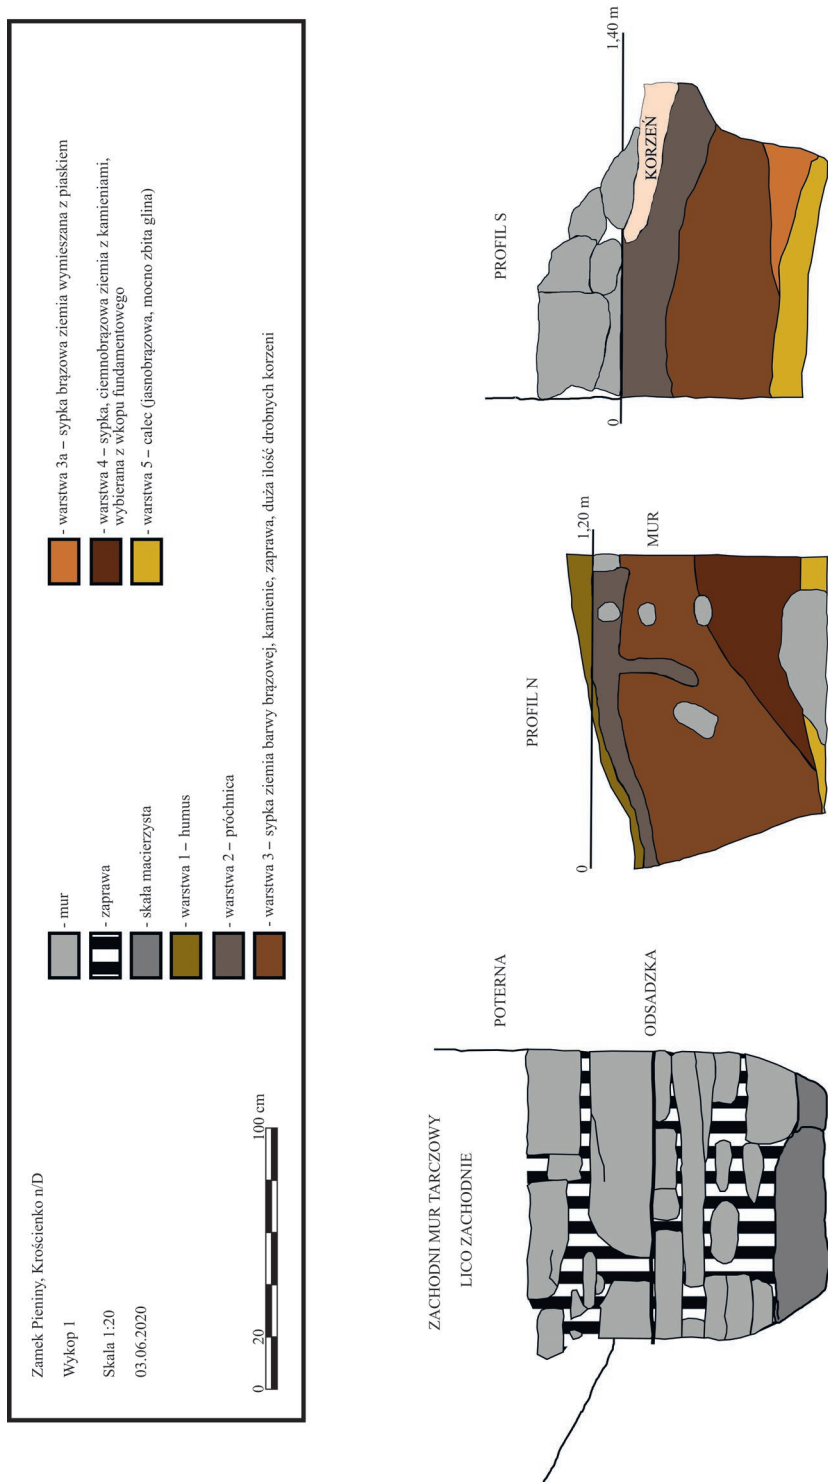 Zamek Pieniny, Krościenko n/D
Wykop 1
Skala 1:20
03.06.2020
0
20
100 cm
- mur
- zaprawa
- skała macierzysta
- warstwa 1 – humus
- warstwa 2 – próchnica
- warstwa 3 – sypka ziemia barwy brązowej, kamienie, zaprawa, duża ilość drobnych korzeni
- warstwa 3a – sypka brązowa ziemia wymieszana z piaskiem
- warstwa 4 – sypka, ciemnobrązowa ziemia z kamieniami,
wybierana z wkopu fundamentowego
- warstwa 5 – calec (jasnobrązowa, mocno zbita glina)
ZACHODNI MUR TARCZOWY
LICO ZACHODNIE
POTERNA
ODSADZKA
PROFIL N
0
1,20 m
MUR
PROFIL S
0
1,40 m
KORZEŃ